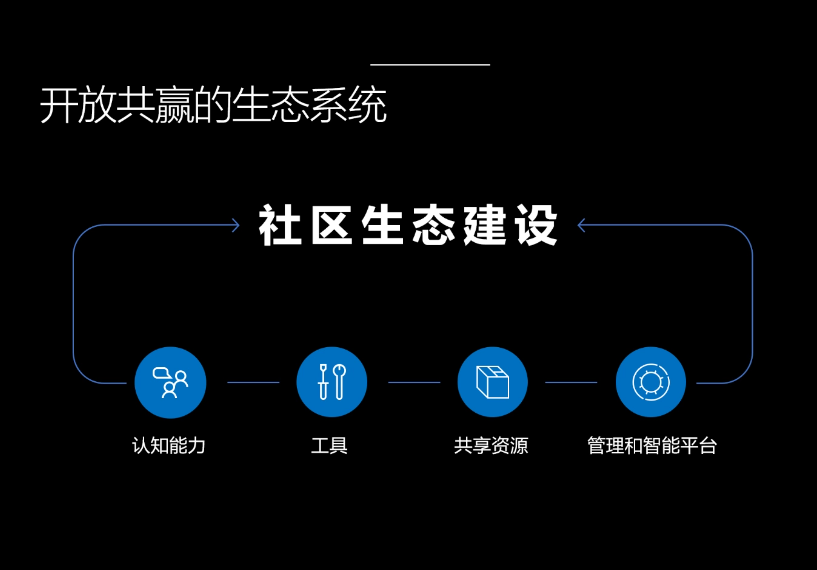 开放共赢的生态系统
社区生态建设
认知能力
工具
共享资源
管理和智能平台